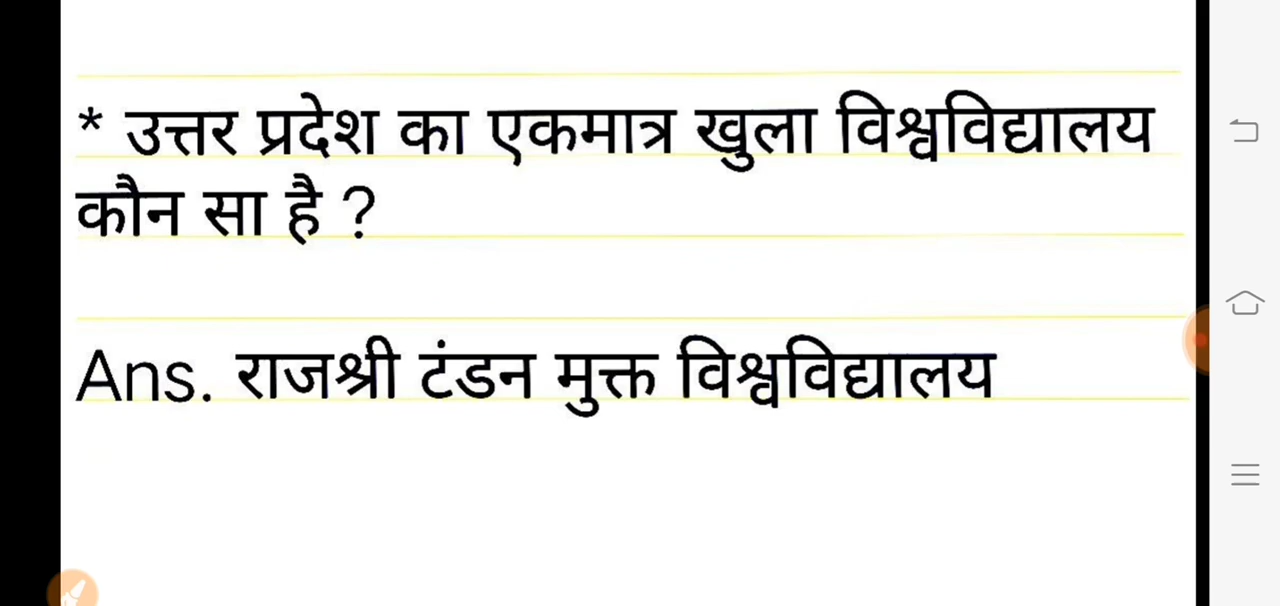 * उत्तर प्रदेश का एकमात्र खुला विश्वविद्यालय
कौन सा है ?
Ans. राजश्री टंडन मुक्त विश्वविद्यालय